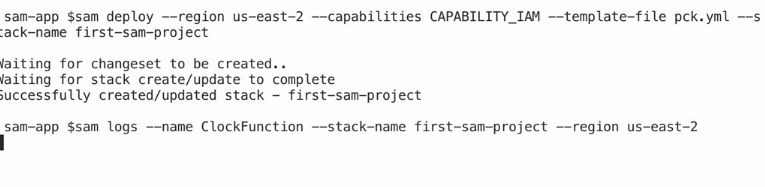 sam-app $sam deploy --region us-east-2 --capabilities CAPABILITY_IAM --template-file pck.yml --s
tack-name first-sam-project
Waiting for changeset to be created..
Waiting for stack create/update to complete
Successfully created/updated stack - first-sam-project
sam-app $sam logs --name ClockFunction --stack-name first-sam-project --region us-east-2